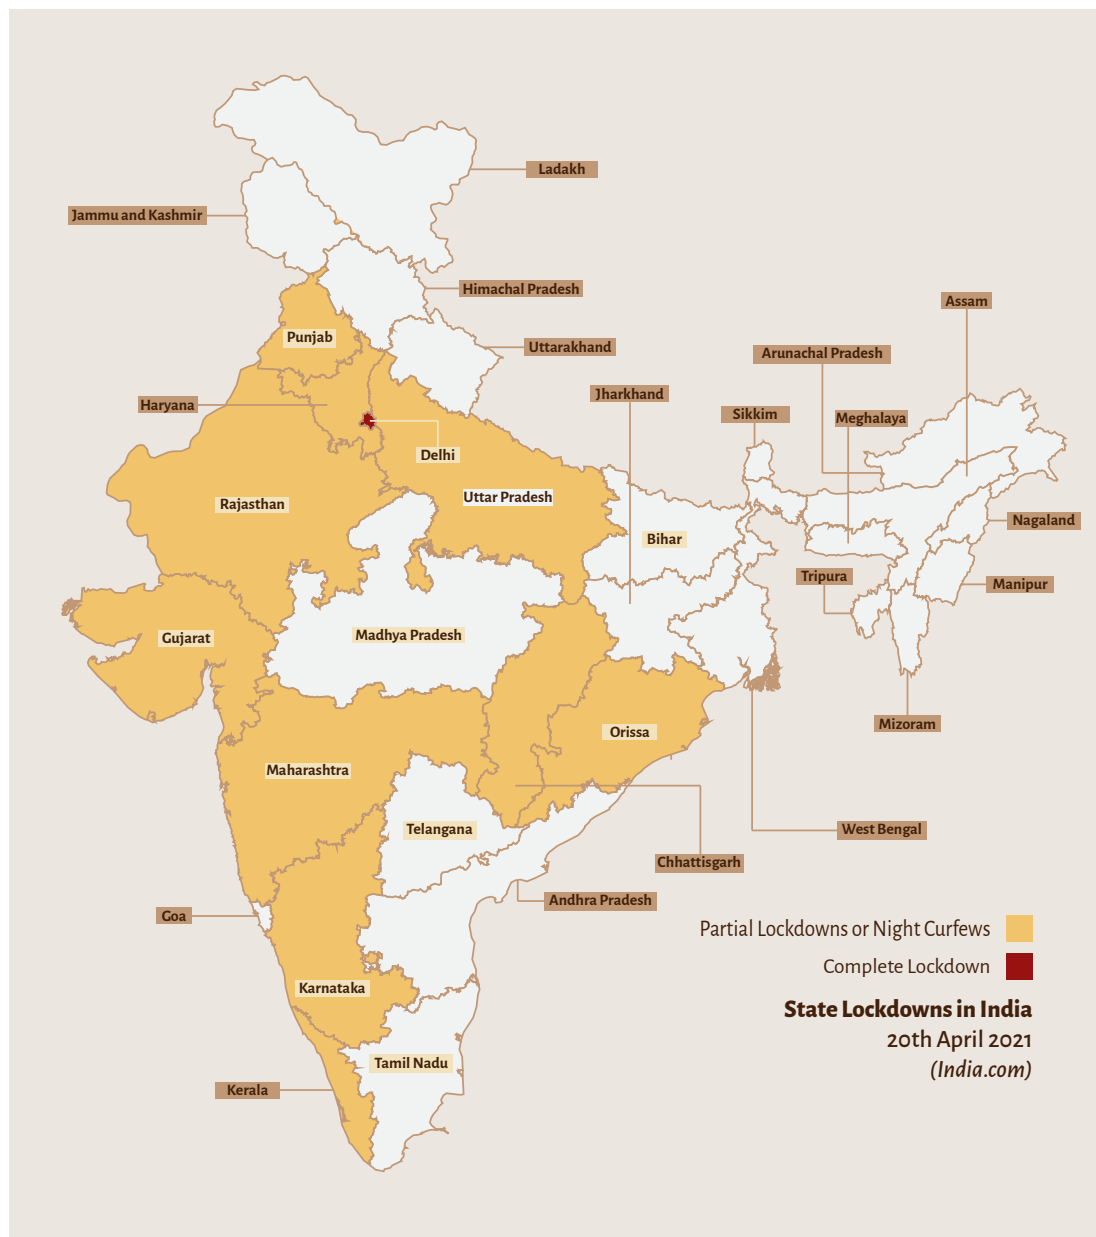 Ladakh
Jammu and Kashmir
Himachal Pradesh
Assam
Punjab
Uttarakhand
Arunachal Pradesh
Jharkhand
Haryana
Sikkim
Meghalaya
Delhi
Uttar Pradesh
Rajasthan
Nagaland
Bihar
Tripura
Manipur
Madhya Pradesh
Gujarat
Mizoram
Orissa
Maharashtra
Telangana
West Bengal
Chhattisgarh
Andhra Pradesh
Goa
Partial Lockdowns or Night Curfews
Complete Lockdown
Karnataka
State Lockdowns in India
20th April 2021
(India.com)
Tamil Nadu
Kerala